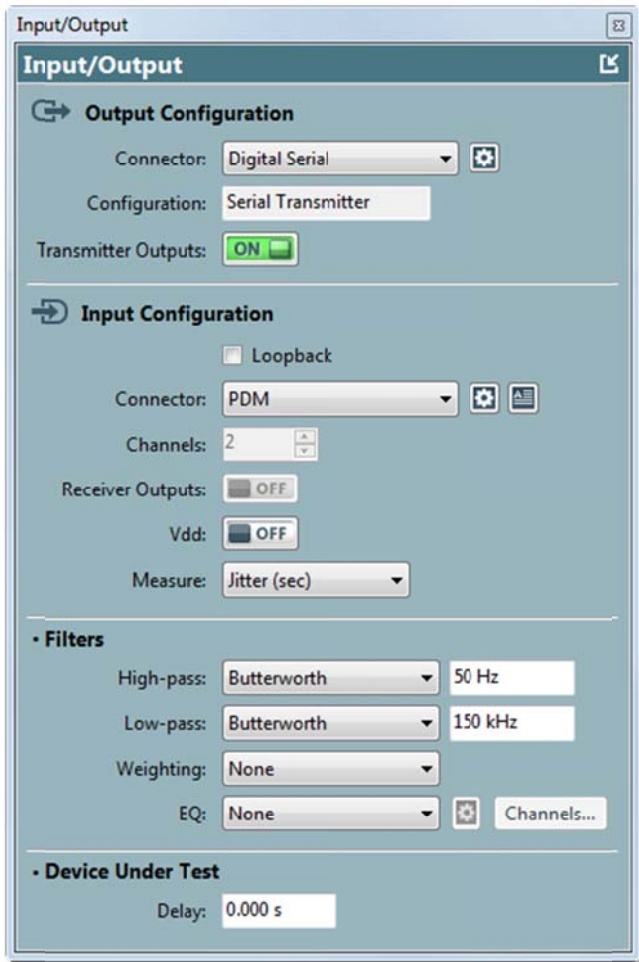 Input/Output
Input/Output
Output Configuration
Connector: Digital Serial
Configuration: Serial Transmitter
Transmitter Outputs: ON
Input Configuration
Loopback
Connector: PDM
Channels: 2
Receiver Outputs: OFF
Vdd: OFF
Measure: Jitter (sec)
• Filters
High-pass: Butterworth 50 Hz
Low-pass: Butterworth 150 kHz
Weighting: None
EQ: None Channels...
• Device Under Test
Delay: 0.000 s